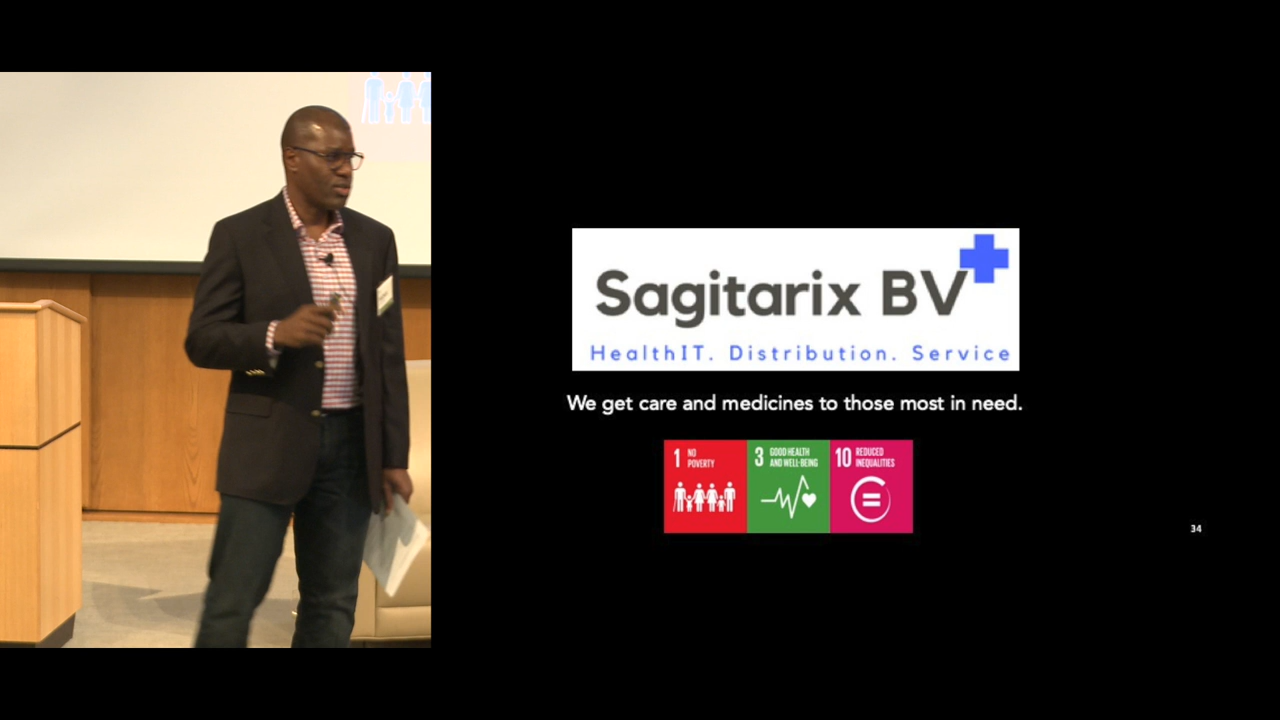 Sagitarix BV
HealthIT. Distribution. Service
We get care and medicines to those most in need.
1 NO
POVERTY
3 GOOD HEALTH
AND WELL-BEING
10 REDUCED
INEQUALITIES
34